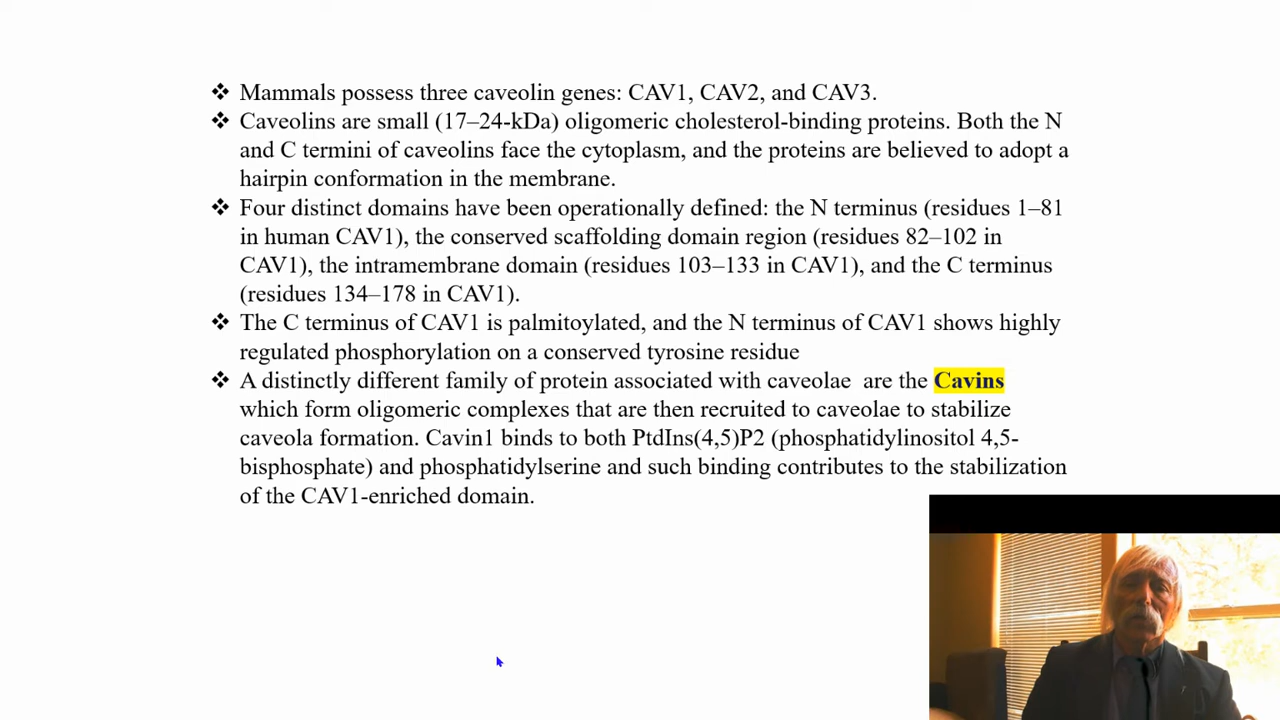 ❖ Mammals possess three caveolin genes: CAV1, CAV2, and CAV3.
❖ Caveolins are small (17–24-kDa) oligomeric cholesterol-binding proteins. Both the N
and C termini of caveolins face the cytoplasm, and the proteins are believed to adopt a
hairpin conformation in the membrane.
❖ Four distinct domains have been operationally defined: the N terminus (residues 1–81
in human CAV1), the conserved scaffolding domain region (residues 82–102 in
CAV1), the intramembrane domain (residues 103–133 in CAV1), and the C terminus
(residues 134–178 in CAV1).
❖ The C terminus of CAV1 is palmitoylated, and the N terminus of CAV1 shows highly
regulated phosphorylation on a conserved tyrosine residue
❖ A distinctly different family of protein associated with caveolae  are the Cavins
which form oligomeric complexes that are then recruited to caveolae to stabilize
caveola formation. Cavin1 binds to both PtdIns(4,5)P2 (phosphatidylinositol 4,5-
bisphosphate) and phosphatidylserine and such binding contributes to the stabilization
of the CAV1-enriched domain.